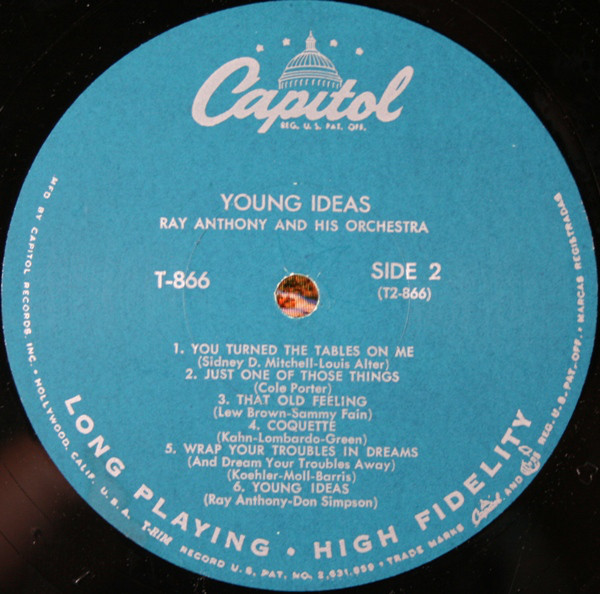 Capitol
REG. U.S. PAT. OFF.
YOUNG IDEAS
RAY ANTHONY AND HIS ORCHESTRA
T-866
SIDE 2
(T2-866)
1. YOU TURNED THE TABLES ON ME
(Sidney D. Mitchell-Louis Alter)
2. JUST ONE OF THOSE THINGS
(Cole Porter)
3. THAT OLD FEELING
(Lew Brown-Sammy Fain)
4. COQUETTE
(Kahn-Lombardo-Green)
5. WRAP YOUR TROUBLES IN DREAMS
(And Dream Your Troubles Away)
(Koehler-Moll-Barris)
6. YOUNG IDEAS
(Ray Anthony-Don Simpson)
LONG PLAYING • HIGH FIDELITY
MFD BY CAPITOL RECORDS, INC. • HOLLYWOOD, CALIF. U.S.A. T-RIM RECORD U.S. PAT. NO. 2,631,859 • TRADE MARKS Capitol AND REG. U.S. PAT. OFF. • MARCAS REGISTRADAS